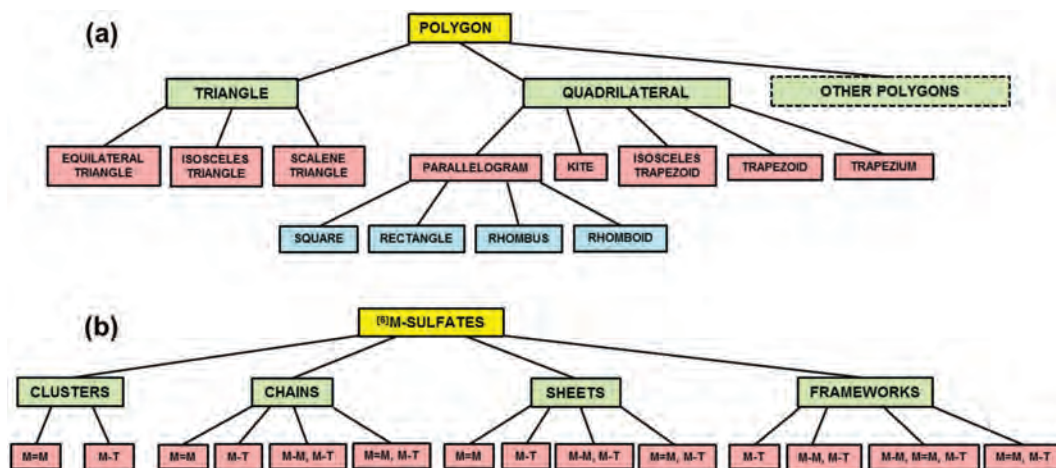 (a)
POLYGON
TRIANGLE
QUADRILATERAL
OTHER POLYGONS
EQUILATERAL
TRIANGLE
ISOSCELES
TRIANGLE
SCALENE
TRIANGLE
PARALLELOGRAM
KITE
ISOSCELES
TRAPEZOID
TRAPEZOID
TRAPEZIUM
SQUARE
RECTANGLE
RHOMBUS
RHOMBOID
(b)
[6]M-SULFATES
CLUSTERS
CHAINS
SHEETS
FRAMEWORKS
M=M
M-T
M=M
M-T
M-M, M-T
M=M, M-T
M=M
M-T
M-M, M-T
M=M, M-T
M-T
M-M, M-T
M-M, M=M, M-T
M=M, M-T